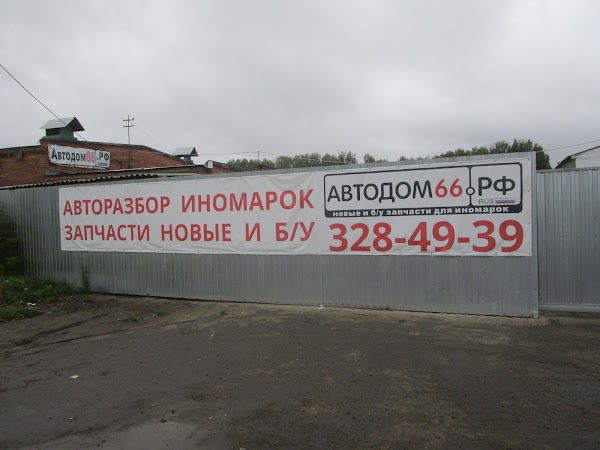 АВТОДОМ66.РФ
АВТОРАЗБОР ИНОМАРОК
ЗАПЧАСТИ НОВЫЕ И Б/У
АВТОДОМ66.РФ
RUS
новые и б/у запчасти для иномарок
328-49-39